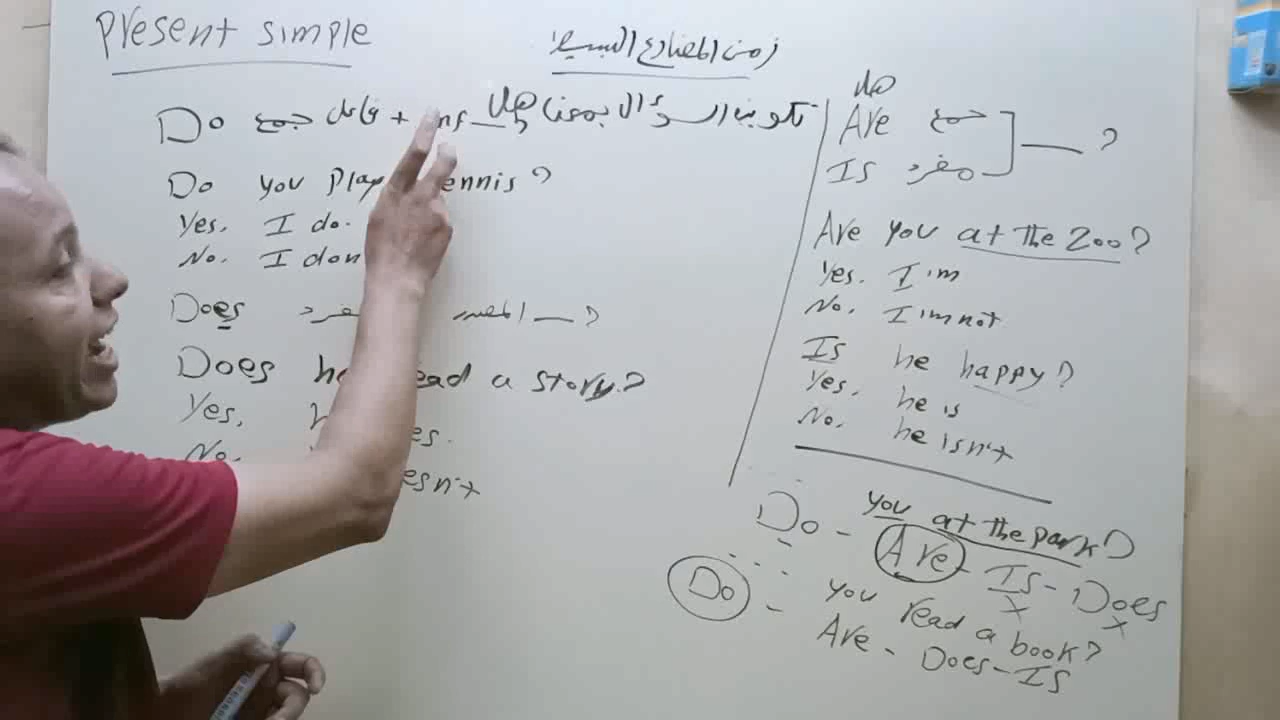 Present simple
زمن المضارع البسيط
تكوين السؤال بمعنى هل
Do جمع فاعل + inf ?
Do you Play tennis?
Yes, I do.
No, I don
Does مفرد المصدر ?
Does he read a story?
Yes, h es.
No, esn't
هل
Are جمع
Is مفرد ?
Are you at the Zoo?
Yes, I'm
No, I'm not
Is he happy?
Yes, he is
No, he isn't
Do - you at the park?
Are - Is - Does
x x
Do - you read a book?
Are - Does - Is